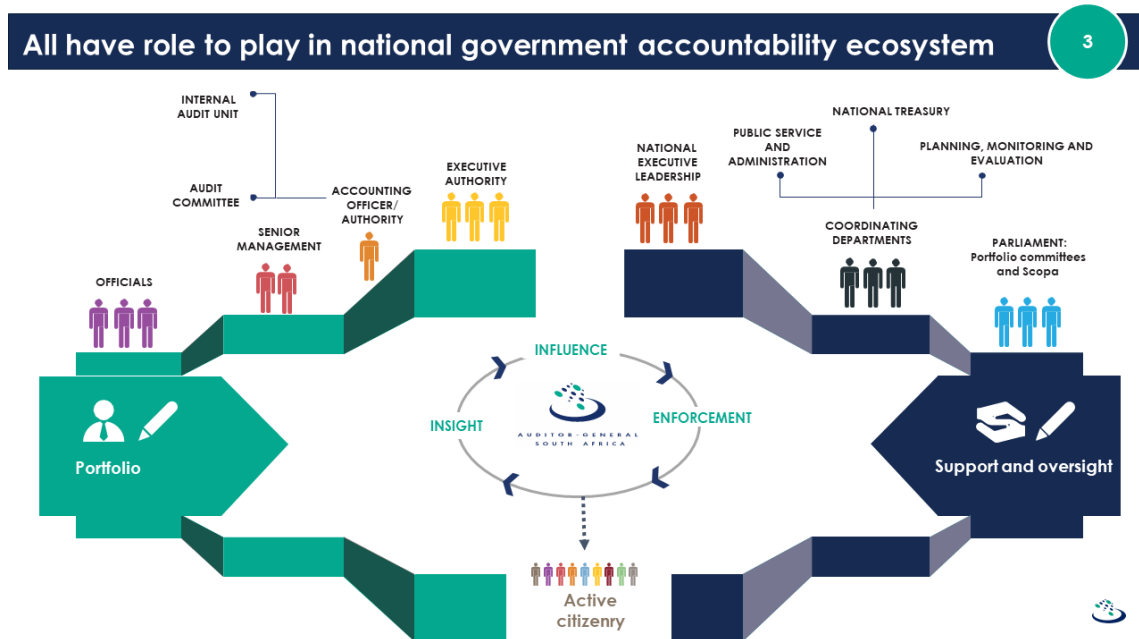 All have role to play in national government accountability ecosystem
3
INTERNAL
AUDIT UNIT
AUDIT
COMMITTEE
ACCOUNTING
OFFICER/
AUTHORITY
EXECUTIVE
AUTHORITY
SENIOR
MANAGEMENT
OFFICIALS
NATIONAL
EXECUTIVE
LEADERSHIP
PUBLIC SERVICE
AND
ADMINISTRATION
NATIONAL TREASURY
PLANNING, MONITORING AND
EVALUATION
COORDINATING
DEPARTMENTS
PARLIAMENT:
Portfolio committees
and Scopa
Portfolio
INFLUENCE
INSIGHT
ENFORCEMENT
AUDITOR-GENERAL
SOUTH AFRICA
Support and oversight
Active
citizenry